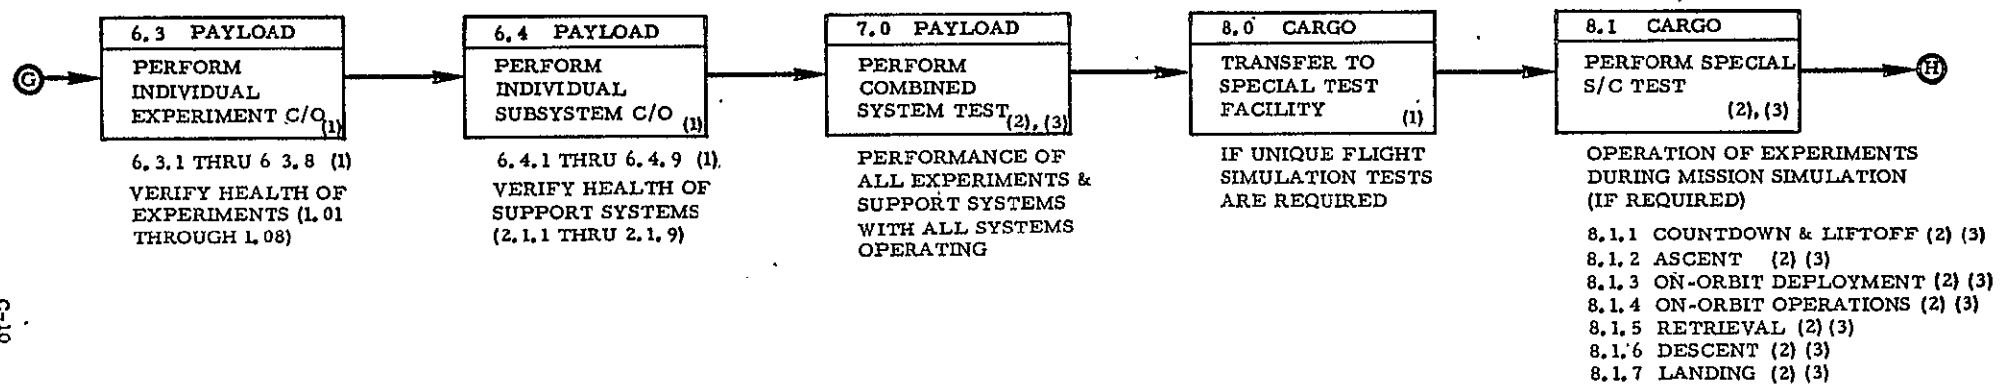 G
6.3 PAYLOAD
PERFORM
INDIVIDUAL
EXPERIMENT C/O (1)
6.3.1 THRU 6 3.8 (1)
VERIFY HEALTH OF
EXPERIMENTS (1.01
THROUGH 1.08)
6.4 PAYLOAD
PERFORM
INDIVIDUAL
SUBSYSTEM C/O (1)
6.4.1 THRU 6.4.9 (1).
VERIFY HEALTH OF
SUPPORT SYSTEMS
(2.1.1 THRU 2.1.9)
7.0 PAYLOAD
PERFORM
COMBINED
SYSTEM TEST (2), (3)
PERFORMANCE OF
ALL EXPERIMENTS &
SUPPORT SYSTEMS
WITH ALL SYSTEMS
OPERATING
8.0 CARGO
TRANSFER TO
SPECIAL TEST
FACILITY (1)
IF UNIQUE FLIGHT
SIMULATION TESTS
ARE REQUIRED
8.1 CARGO
PERFORM SPECIAL
S/C TEST
(2), (3)
H
OPERATION OF EXPERIMENTS
DURING MISSION SIMULATION
(IF REQUIRED)
8.1.1 COUNTDOWN & LIFTOFF (2) (3)
8.1.2 ASCENT (2) (3)
8.1.3 ON-ORBIT DEPLOYMENT (2) (3)
8.1.4 ON-ORBIT OPERATIONS (2) (3)
8.1.5 RETRIEVAL (2) (3)
8.1.6 DESCENT (2) (3)
8.1.7 LANDING (2) (3)